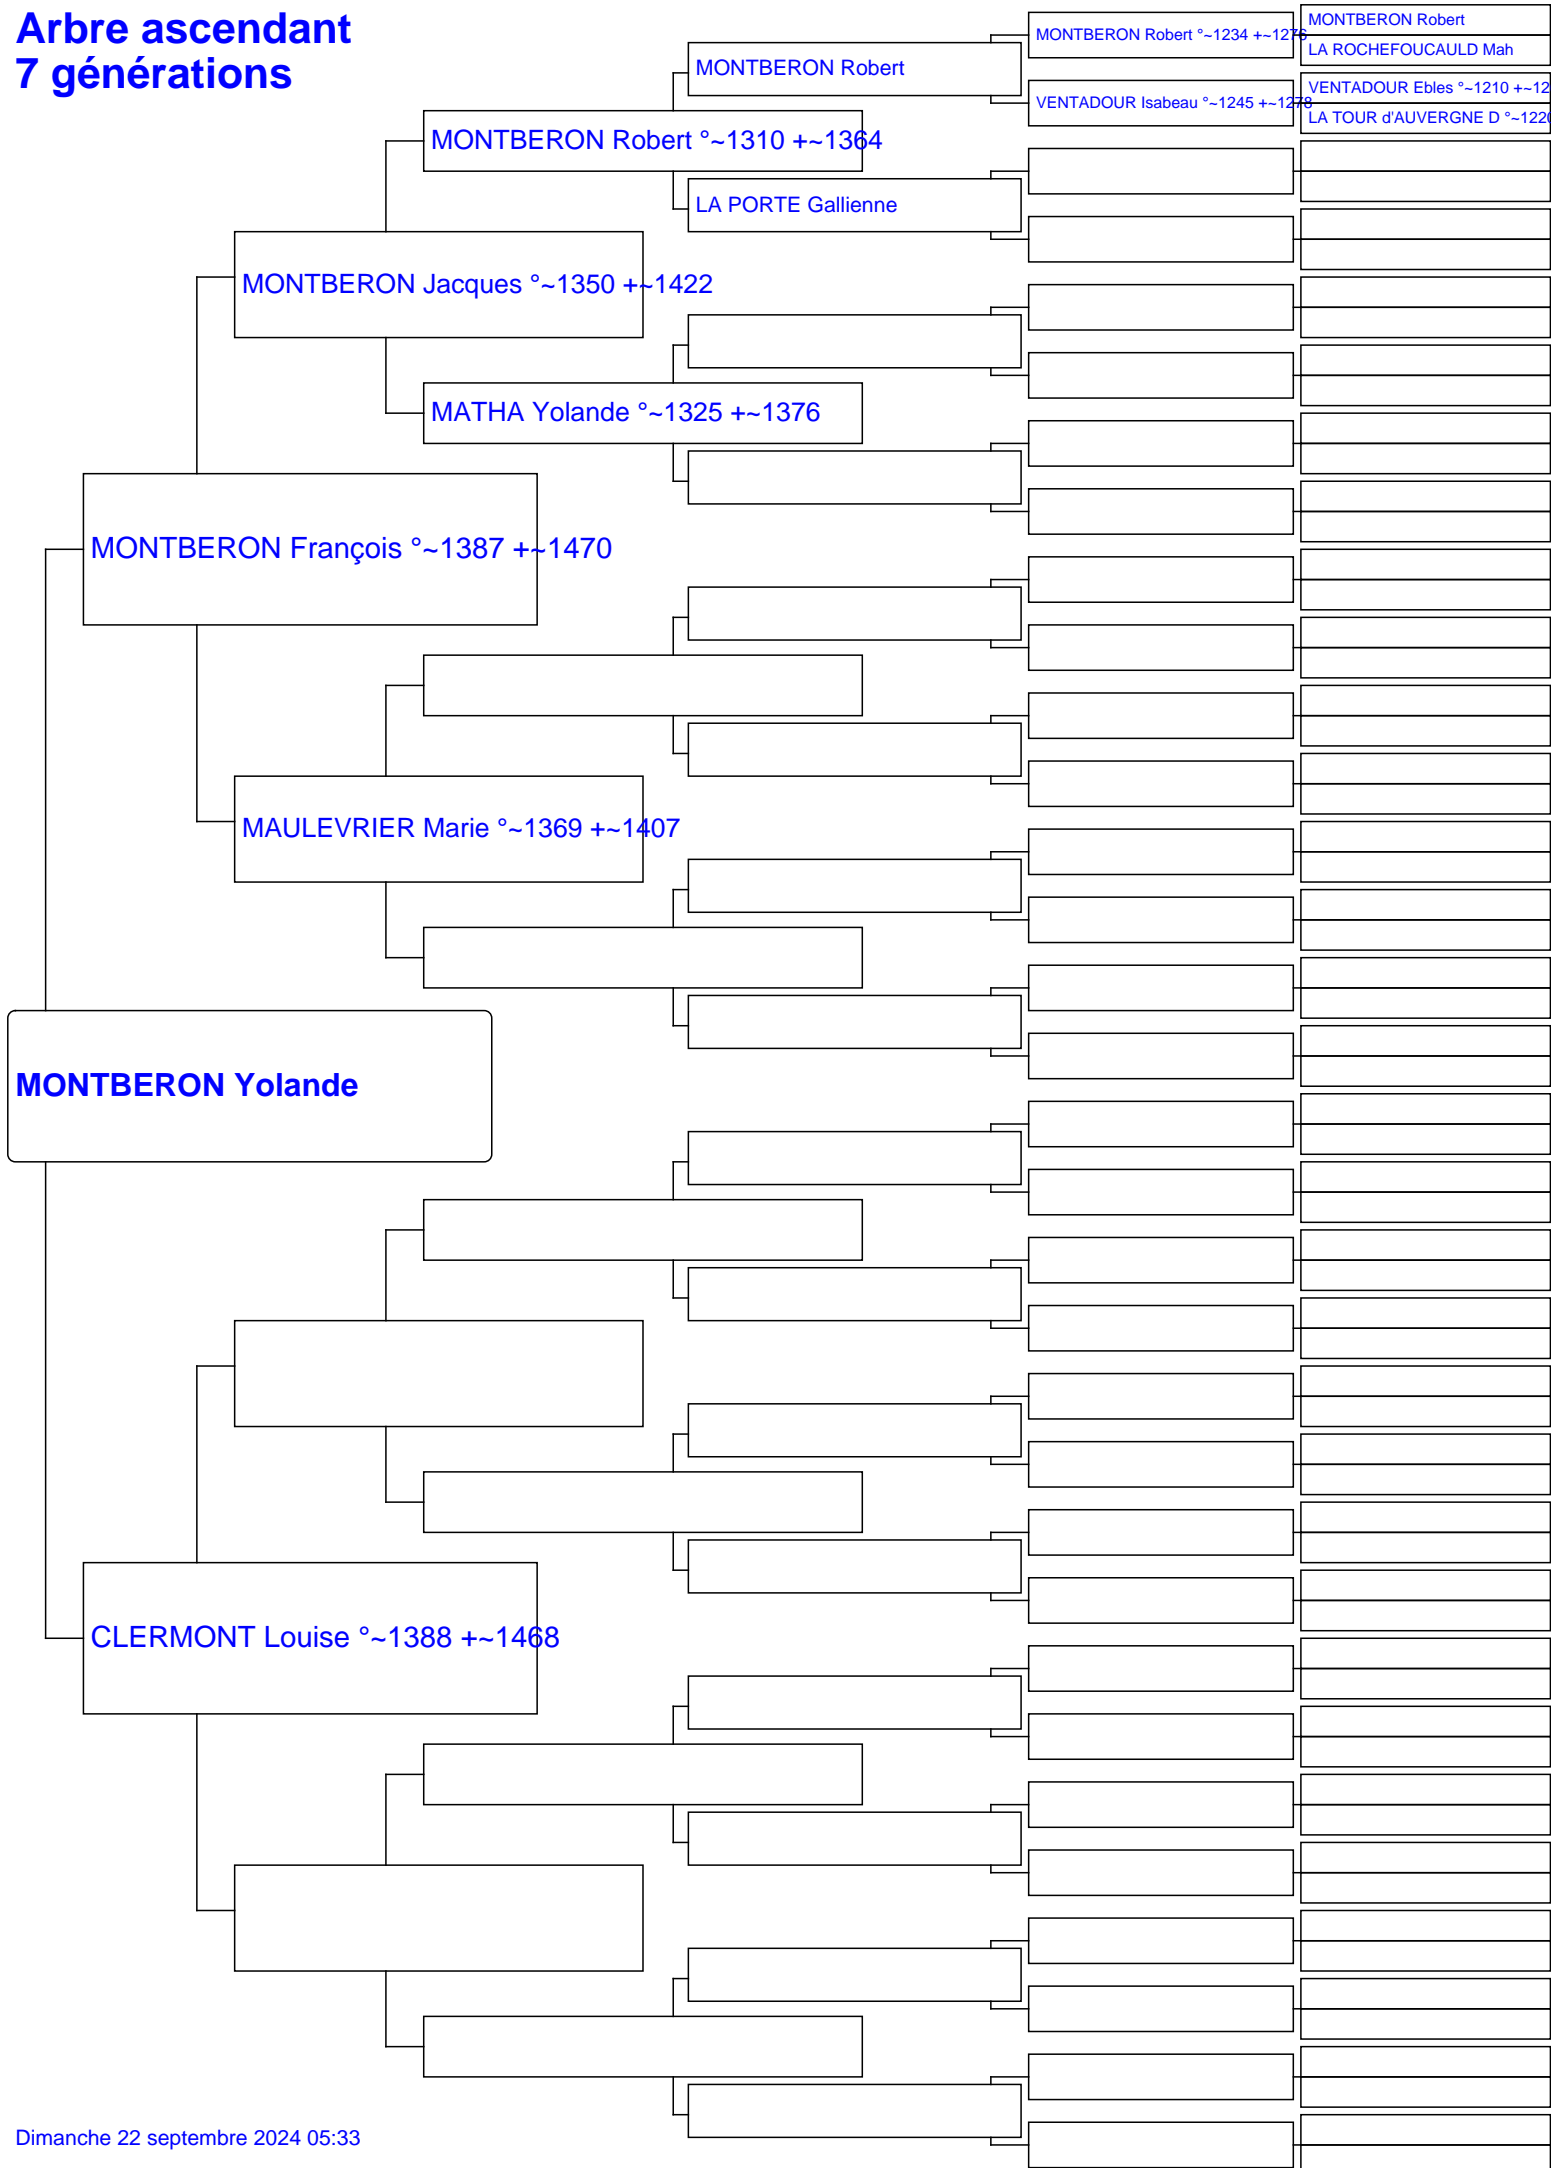 Arbre ascendant
7 générations
MONTBERON Robert
LA ROCHEFOUCAULD Mah
MONTBERON Robert °~1234 +~1276
MONTBERON Robert
VENTADOUR Ebles °~1210 +~12
VENTADOUR Isabeau °~1245 +~1278
LA TOUR d'AUVERGNE D °~1220
MONTBERON Robert °~1310 +~1364
LA PORTE Gallienne
MONTBERON Jacques °~1350 +~1422
MATHA Yolande °~1325 +~1376
MONTBERON François °~1387 +~1470
MAULEVRIER Marie °~1369 +~1407
MONTBERON Yolande
CLERMONT Louise °~1388 +~1468
Dimanche 22 septembre 2024 05:33